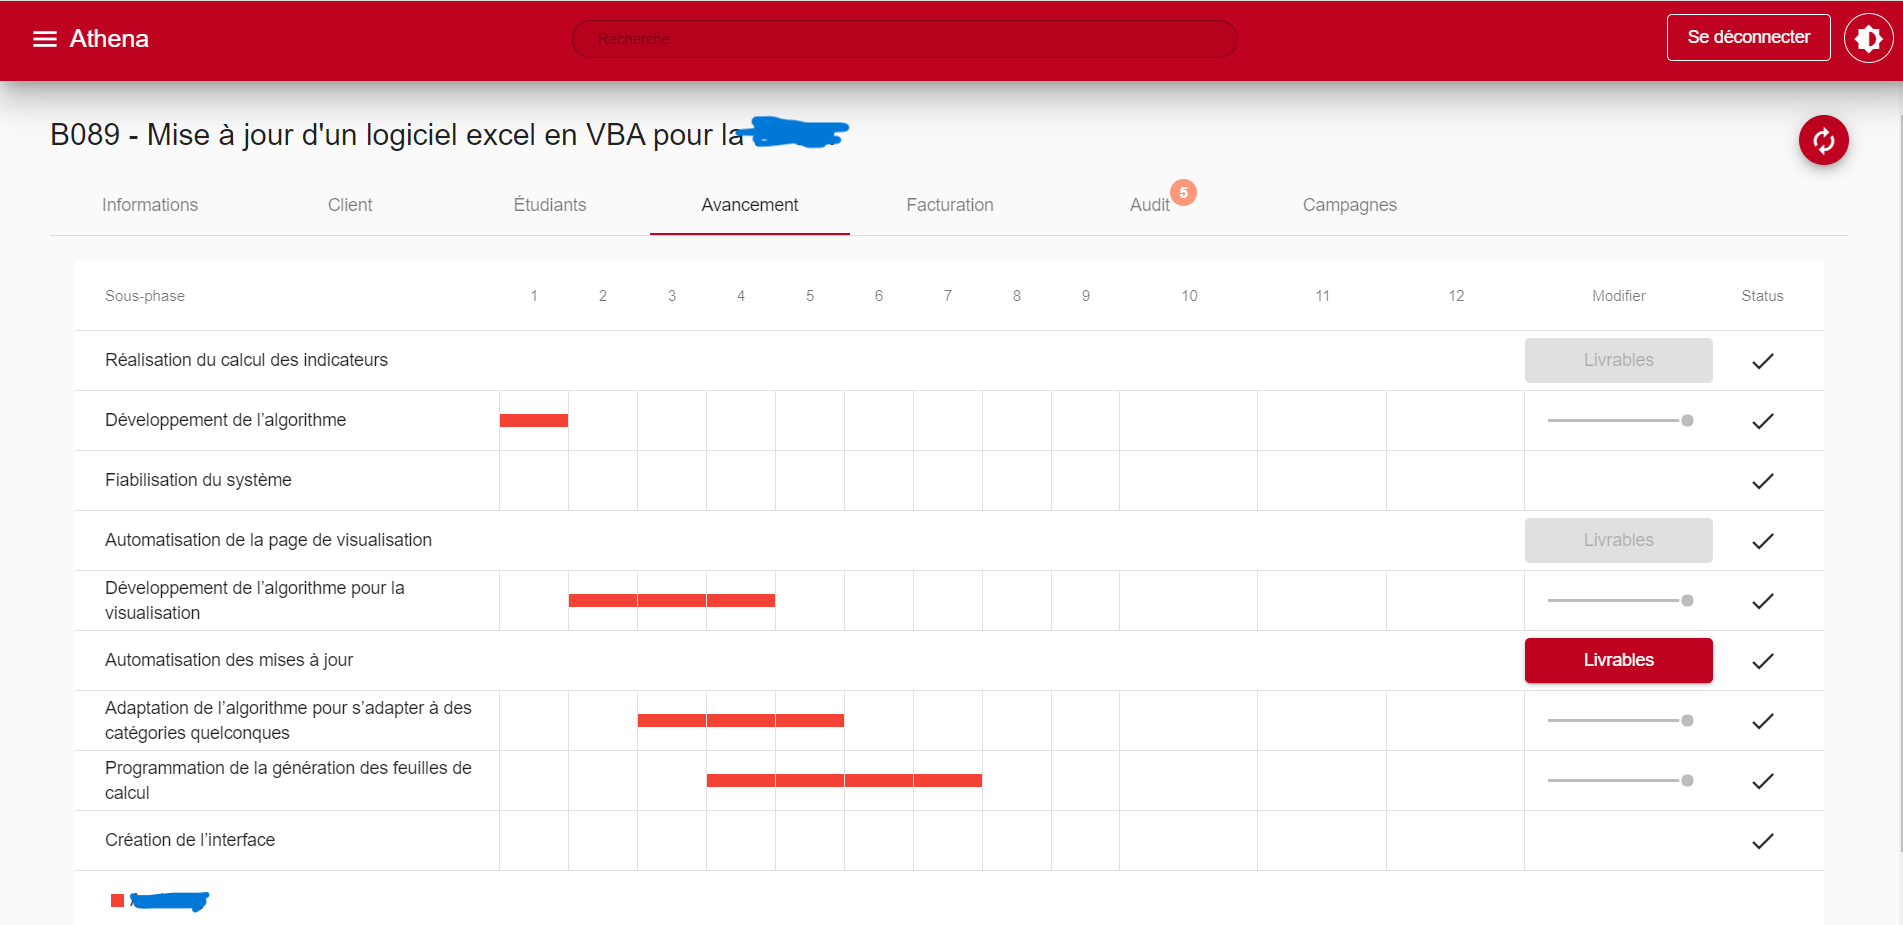 Athena
Recherche
Se déconnecter
B089 - Mise à jour d'un logiciel excel en VBA pour la
Informations
Client
Étudiants
Avancement
Facturation
Audit
5
Campagnes
Sous-phase 1 2 3 4 5 6 7 8 9 10 11 12 Modifier Status
Réalisation du calcul des indicateurs
Livrables
Développement de l’algorithme
Fiabilisation du système
Automatisation de la page de visualisation
Livrables
Développement de l’algorithme pour la
visualisation
Automatisation des mises à jour
Livrables
Adaptation de l’algorithme pour s’adapter à des
catégories quelconques
Programmation de la génération des feuilles de
calcul
Création de l’interface